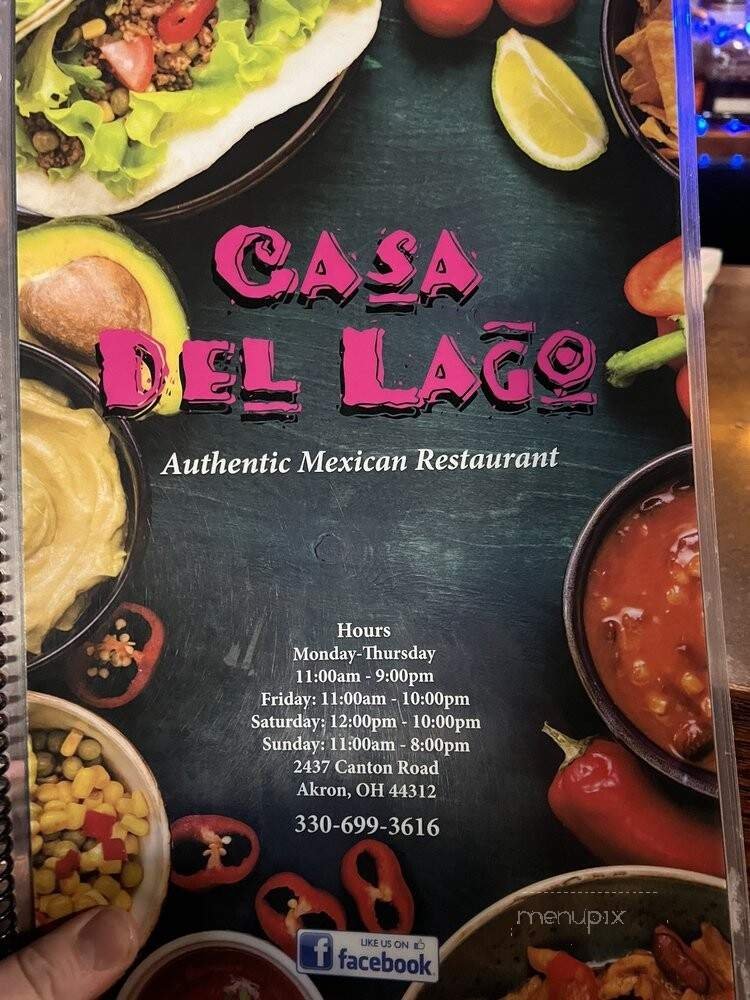 CASA
DEL LAGO
Authentic Mexican Restaurant
Hours
Monday-Thursday
11:00am - 9:00pm
Friday: 11:00am - 10:00pm
Saturday: 12:00pm - 10:00pm
Sunday: 11:00am - 8:00pm
2437 Canton Road
Akron, OH 44312
330-699-3616
LIKE US ON
f facebook
menupix